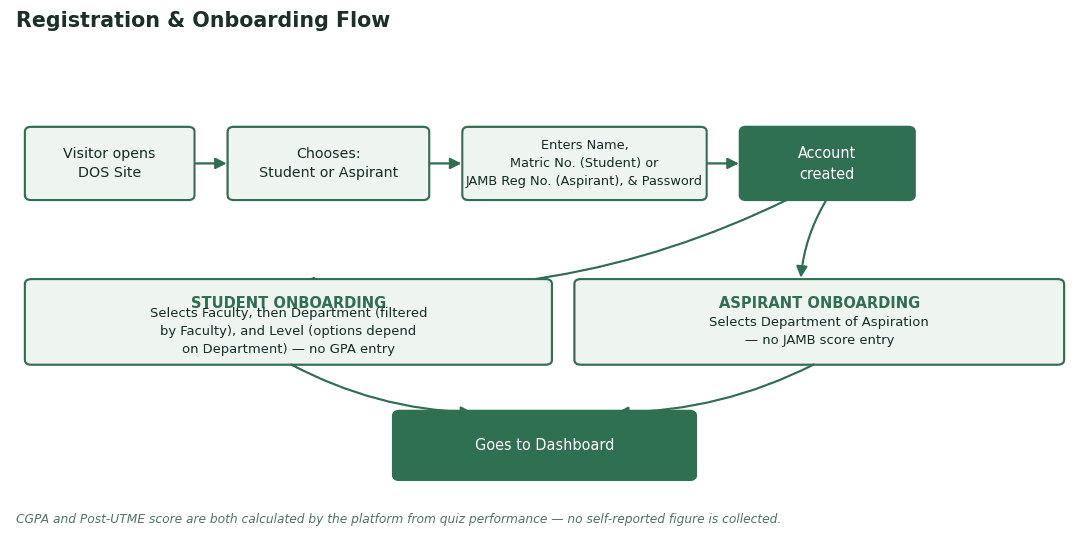 Registration & Onboarding Flow
Visitor opens
DOS Site
Chooses:
Student or Aspirant
Enters Name,
Matric No. (Student) or
JAMB Reg No. (Aspirant), & Password
Account
created
STUDENT ONBOARDING
Selects Faculty, then Department (filtered
by Faculty), and Level (options depend
on Department) — no GPA entry
ASPIRANT ONBOARDING
Selects Department of Aspiration
— no JAMB score entry
Goes to Dashboard
CGPA and Post-UTME score are both calculated by the platform from quiz performance — no self-reported figure is collected.